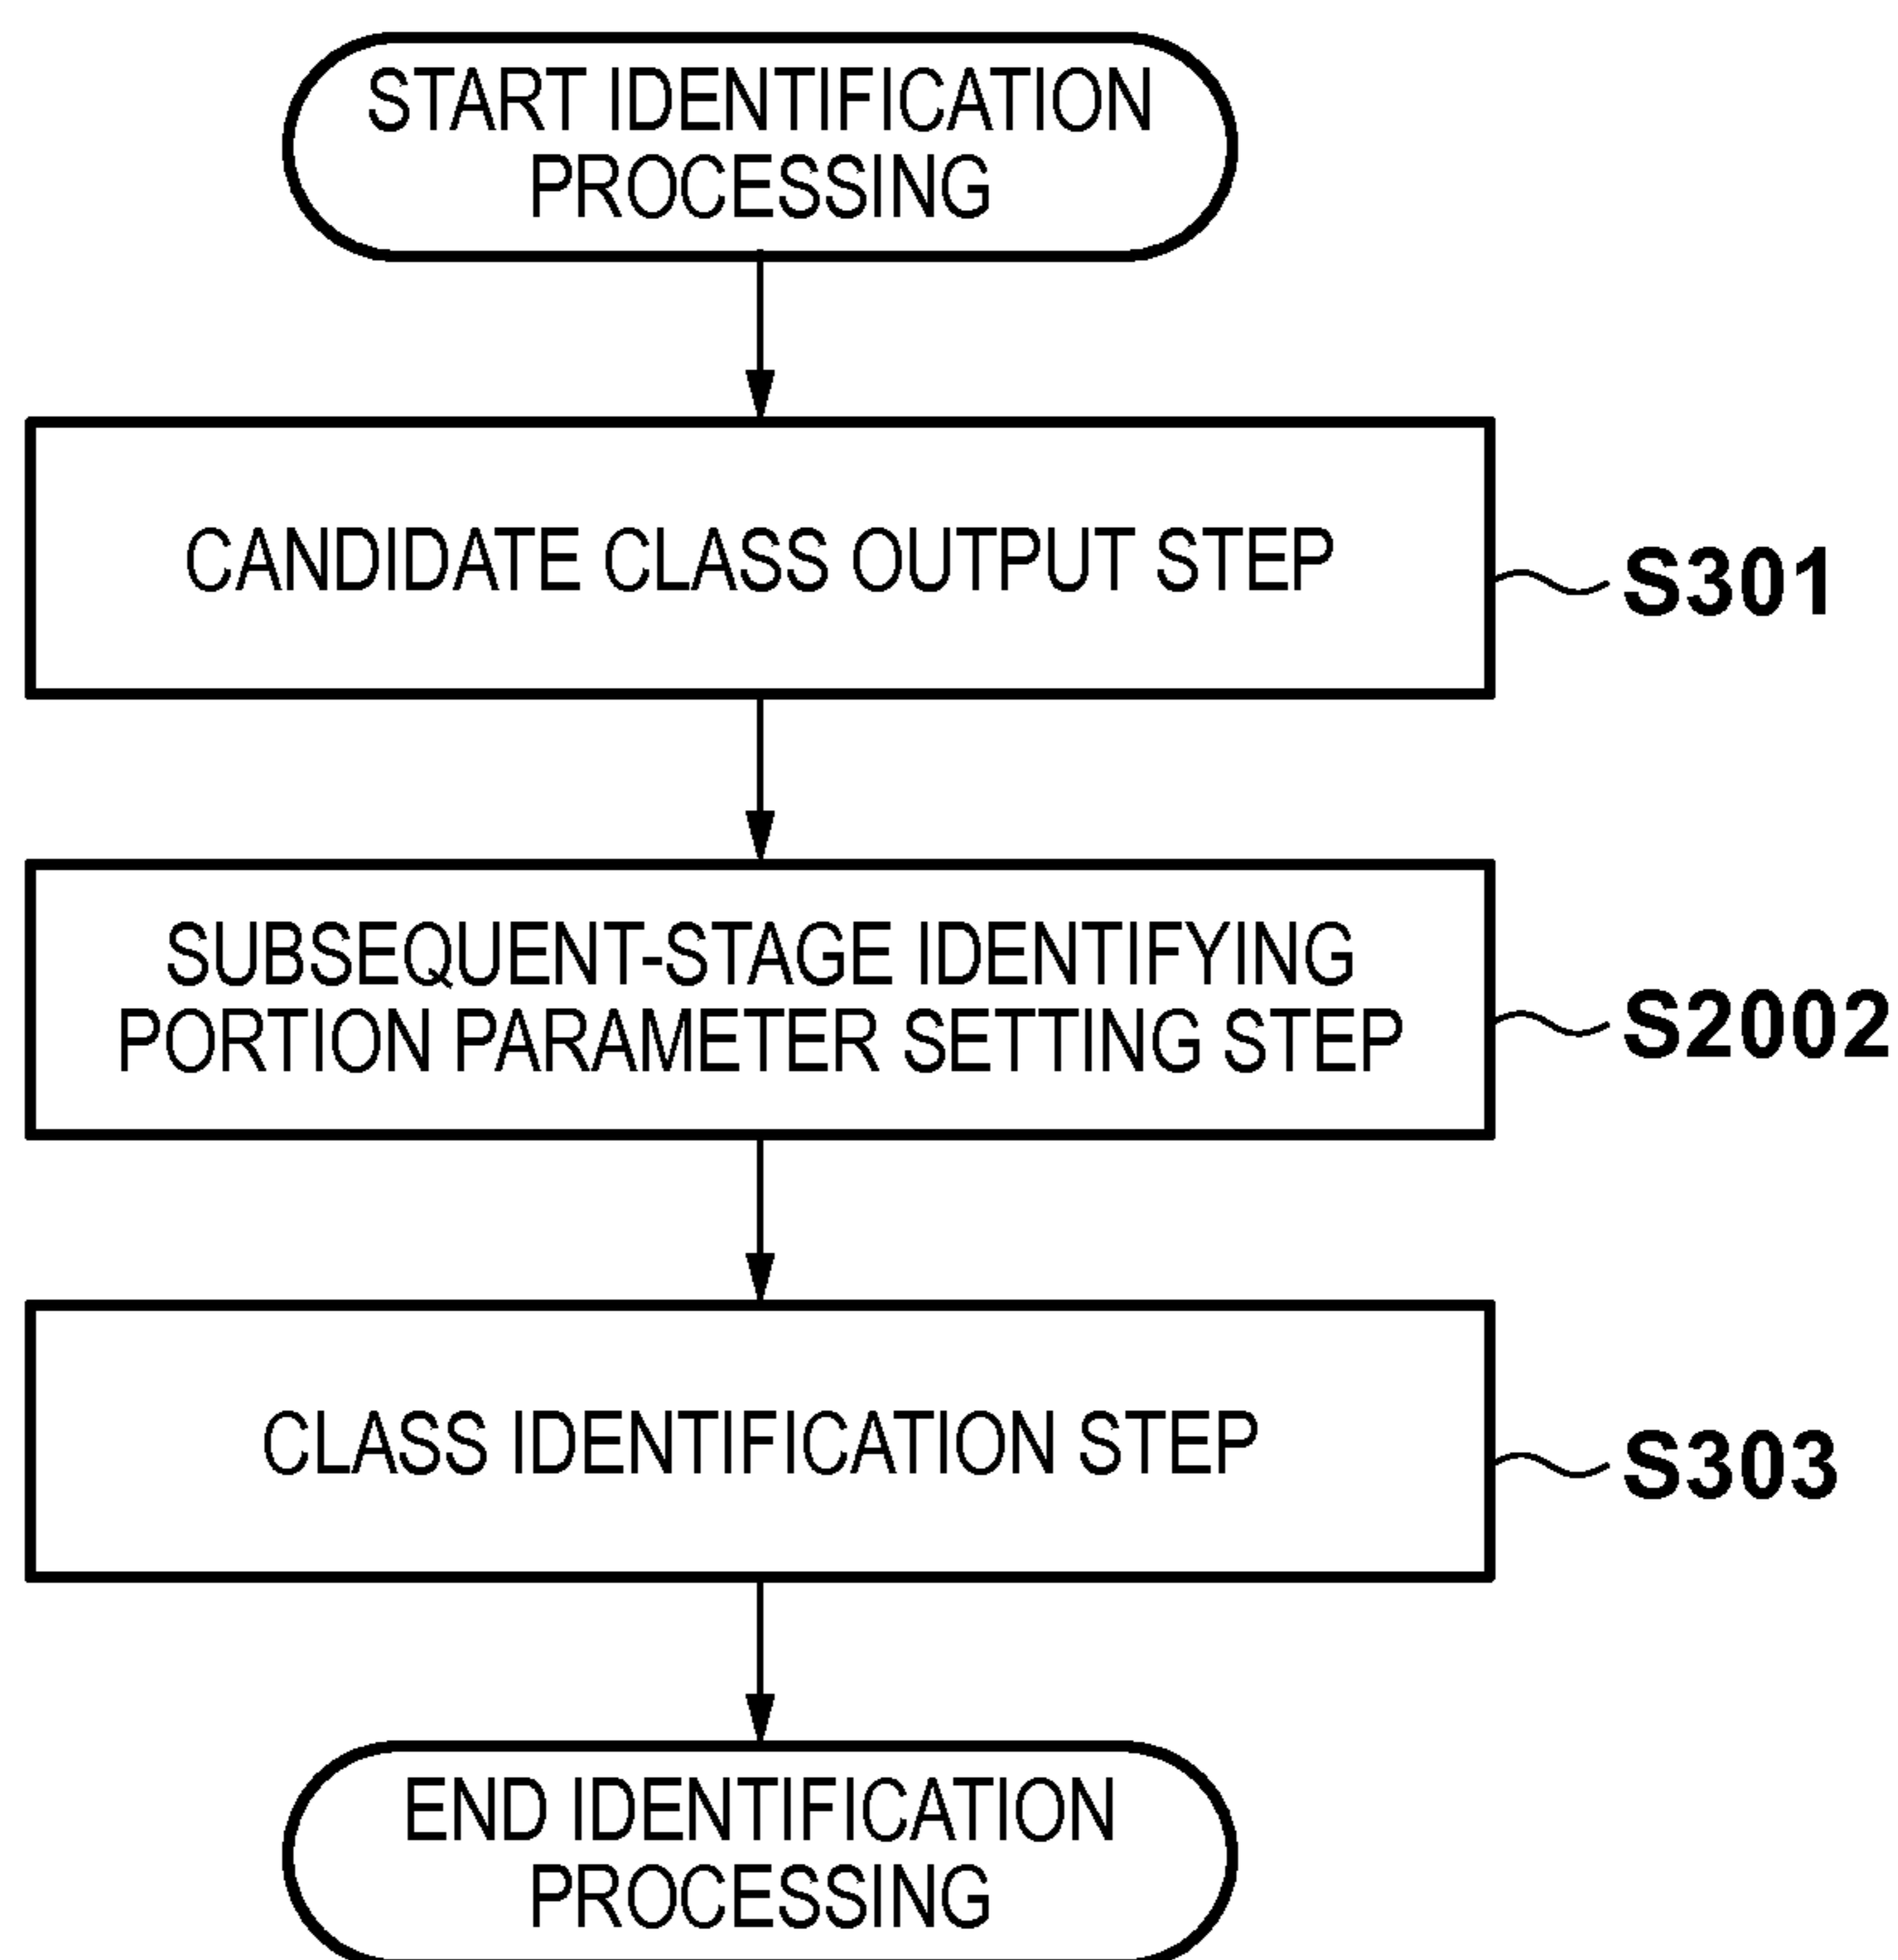 START IDENTIFICATION
PROCESSING
CANDIDATE CLASS OUTPUT STEP
S301
SUBSEQUENT-STAGE IDENTIFYING
PORTION PARAMETER SETTING STEP
S2002
CLASS IDENTIFICATION STEP
S303
END IDENTIFICATION
PROCESSING